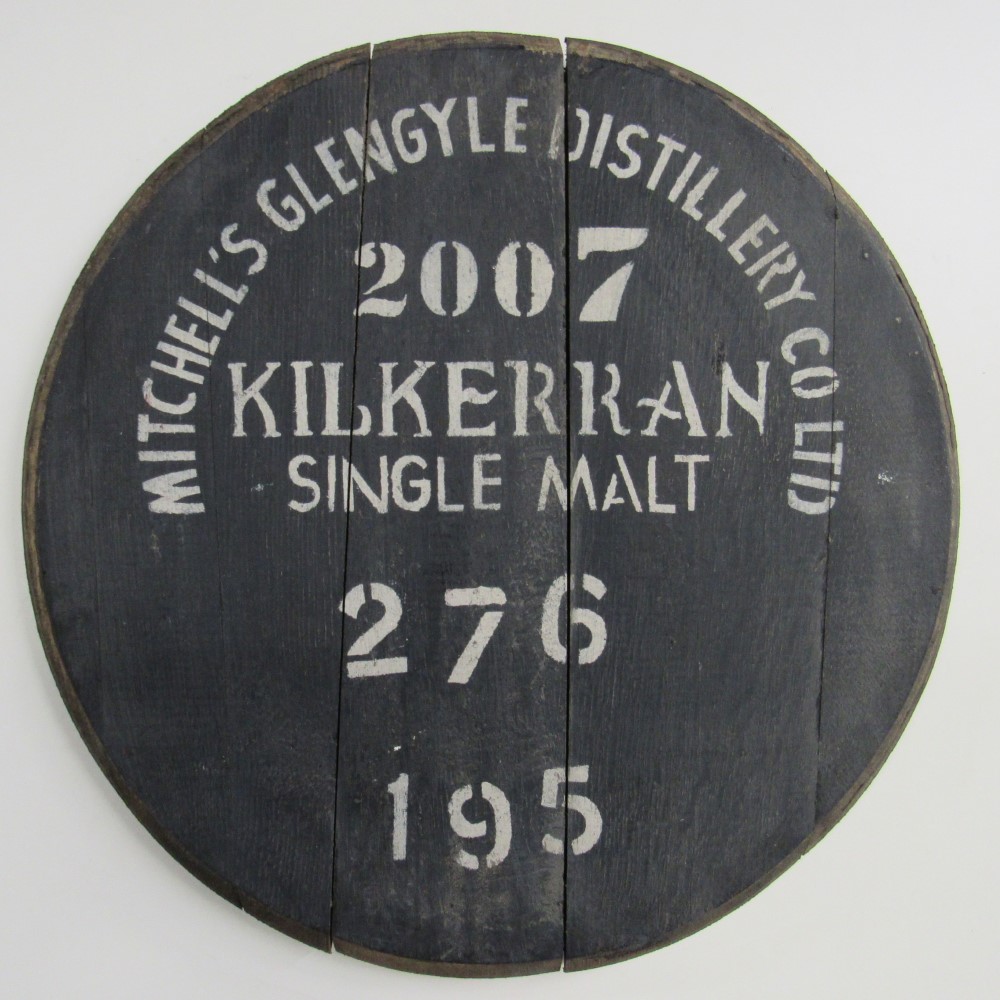 MITCHELL'S GLENGYLE DISTILLERY CO LTD
2007
KILKERRAN
SINGLE MALT
276
195